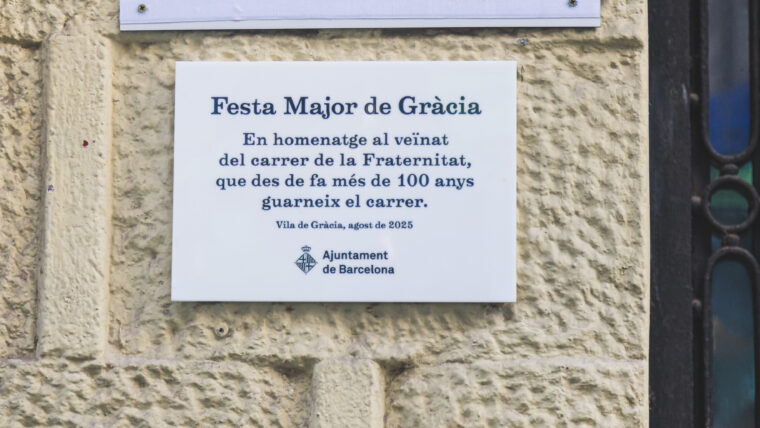 Festa Major de Gràcia
En homenatge al veïnat
del carrer de la Fraternitat,
que des de fa més de 100 anys
guarneix el carrer.
Vila de Gràcia, agost de 2025
Ajuntament
de Barcelona